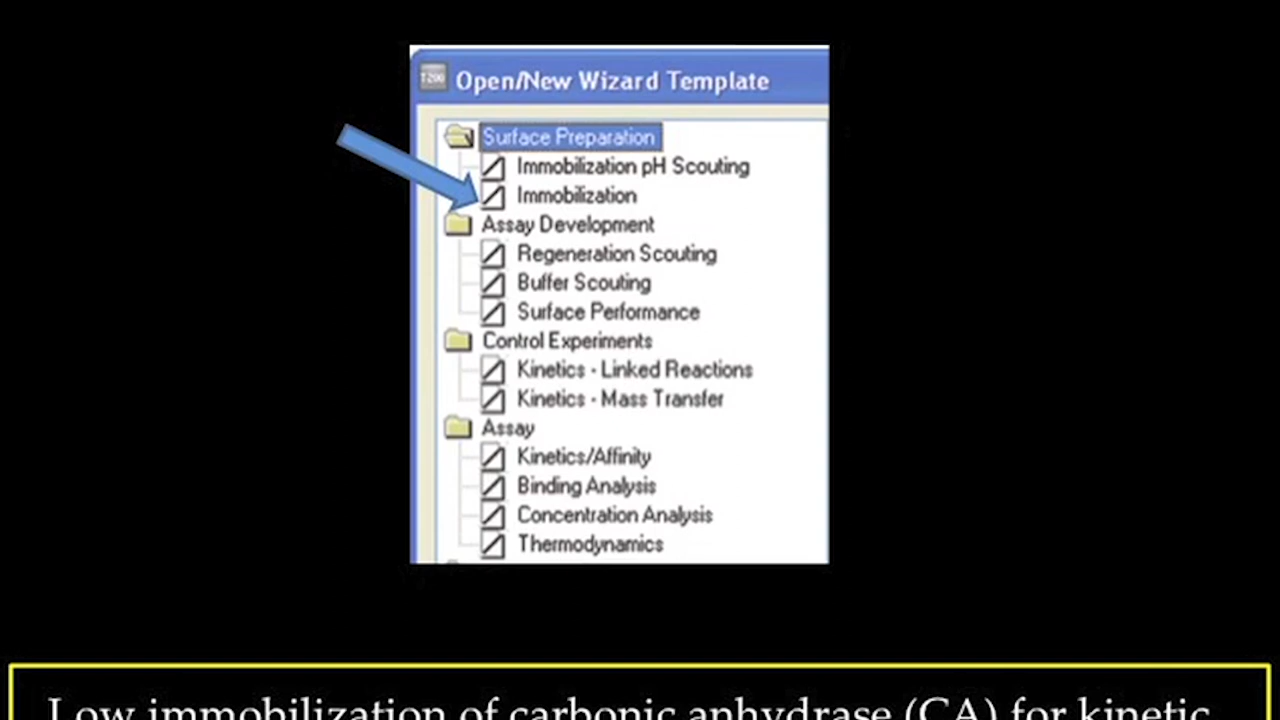 T200 Open/New Wizard Template
Surface Preparation
Immobilization pH Scouting
Immobilization
Assay Development
Regeneration Scouting
Buffer Scouting
Surface Performance
Control Experiments
Kinetics - Linked Reactions
Kinetics - Mass Transfer
Assay
Kinetics/Affinity
Binding Analysis
Concentration Analysis
Thermodynamics
Low immobilization of carbonic anhydrase (CA) for kinetic